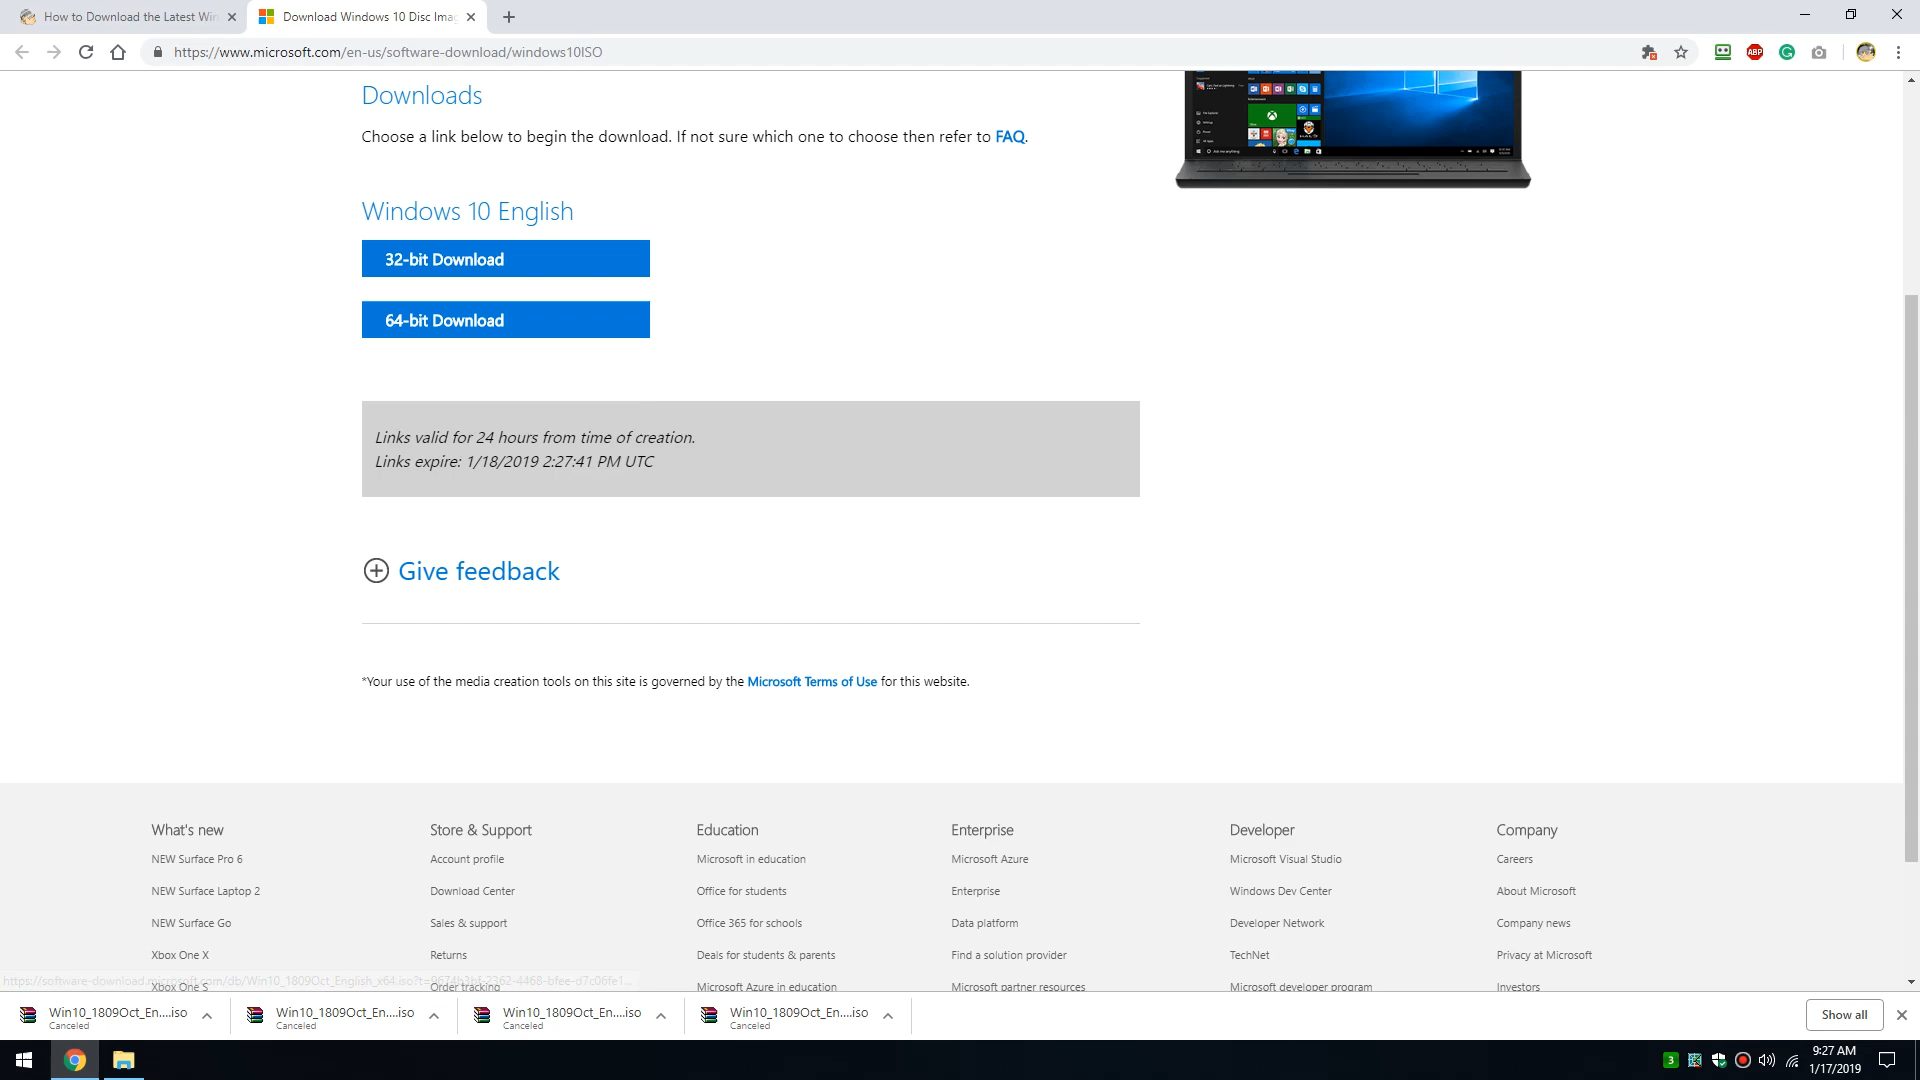 How to Download the Latest Win
Download Windows 10 Disc Imag
https://www.microsoft.com/en-us/software-download/windows10ISO
ABP
Downloads
Choose a link below to begin the download. If not sure which one to choose then refer to FAQ.
Windows 10 English
32-bit Download
64-bit Download
Links valid for 24 hours from time of creation.
Links expire: 1/18/2019 2:27:41 PM UTC
Give feedback
*Your use of the media creation tools on this site is governed by the Microsoft Terms of Use for this website.
What's new
NEW Surface Pro 6
NEW Surface Laptop 2
NEW Surface Go
Xbox One X
Xbox One S
Store & Support
Account profile
Download Center
Sales & support
Returns
Order tracking
Education
Microsoft in education
Office for students
Office 365 for schools
Deals for students & parents
Microsoft Azure in education
Enterprise
Microsoft Azure
Enterprise
Data platform
Find a solution provider
Microsoft partner resources
Developer
Microsoft Visual Studio
Windows Dev Center
Developer Network
TechNet
Microsoft developer program
Company
Careers
About Microsoft
Company news
Privacy at Microsoft
Investors
Win10_1809Oct_En....iso
Canceled
Win10_1809Oct_En....iso
Canceled
Win10_1809Oct_En....iso
Canceled
Win10_1809Oct_En....iso
Canceled
Show all
3
9:27 AM
1/17/2019